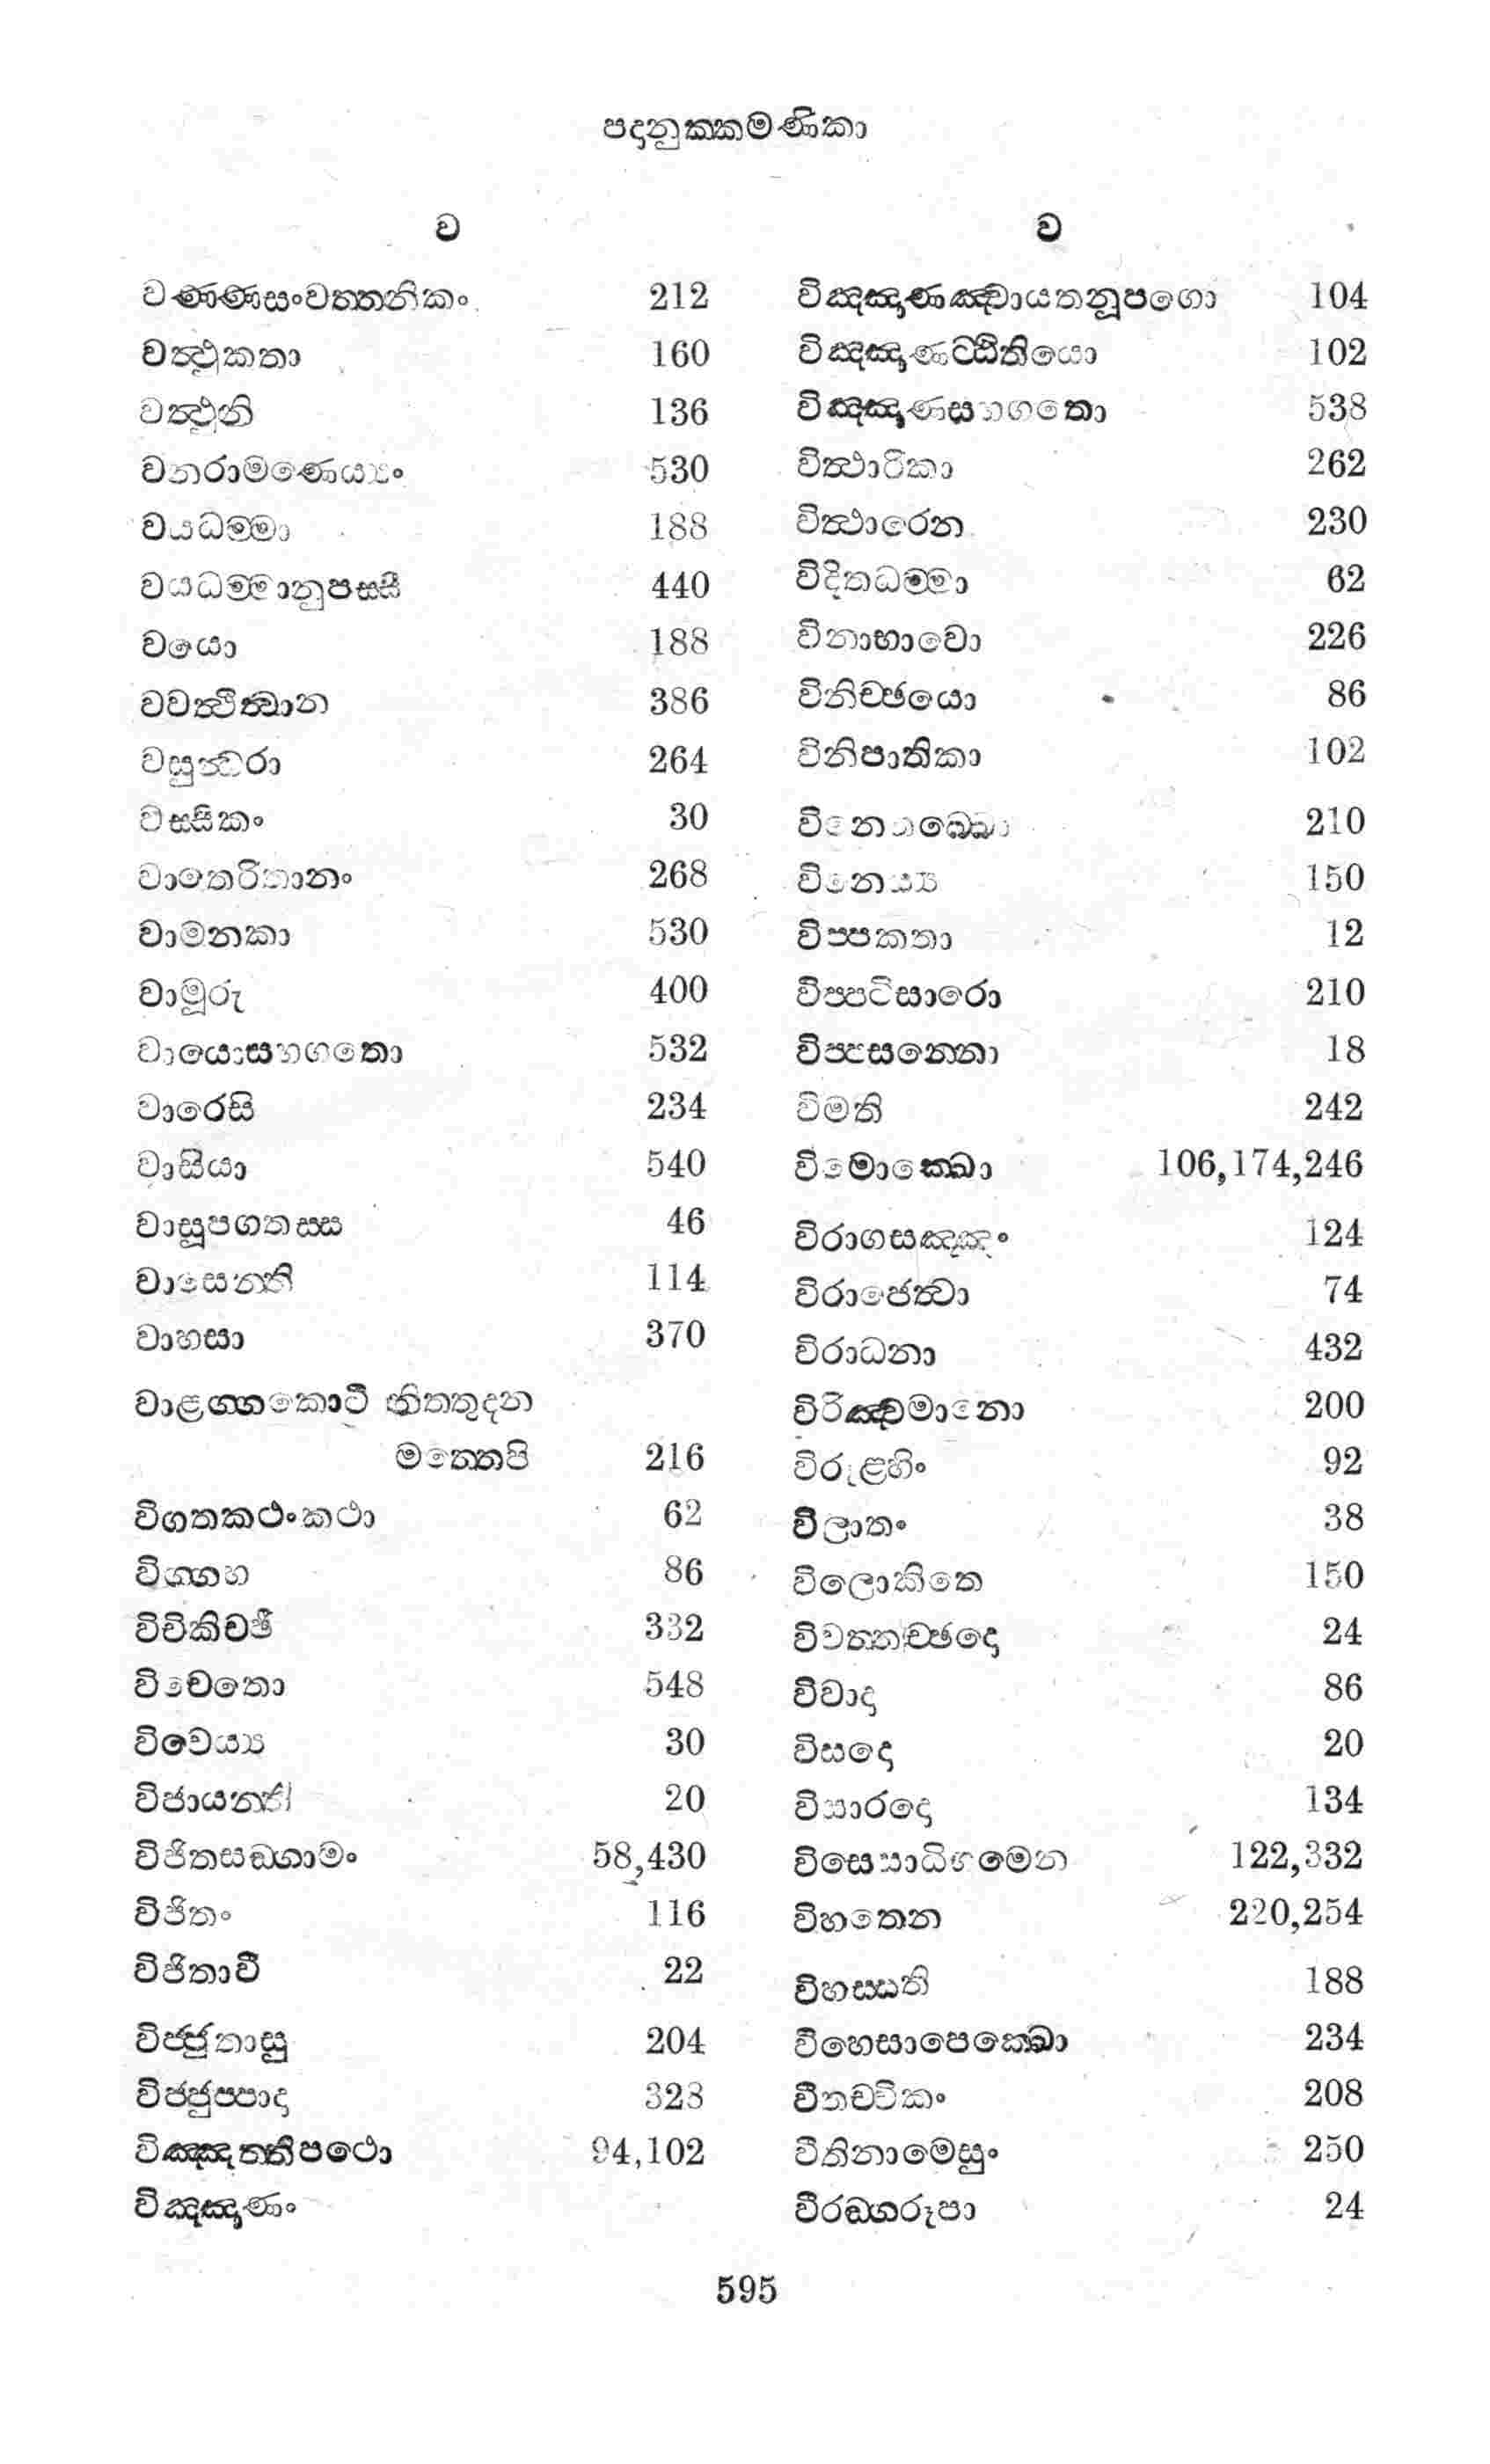 පදානුක්කමණිකා
ව
වණ්ණසංවත්තනිකං 212
වත්ථුකතා 160
වත්ථූනි 136
වනරාමණෙය්‍යං 530
වයධම්මා 188
වයධම්මානුපස්සී 440
වයො 188
වවත්ථීත්වාන 386
වසුන්ධරා 264
වස්සිකං 30
වාතෙරිතානං 268
වාමනකා 530
වාමූරු 400
වායොසහගතො 532
වාරෙසි 234
වාසියා 540
වාසූපගතස්ස 46
වාසෙන්ති 114
වාහසා 370
වාළග්ගකොටි නිතතුදන
මත්තෙපි 216
විගතකථංකථා 62
විග්ගහ 86
විචිකිච්ඡී 332
විචෙතො 548
විචෙය්‍ය 30
විජායන්ති 20
විජිතසඞ්ගාමං 58,430
විජිතං 116
විජිතාවී 22
විජ්ජුතාසු 204
විජ්ජුප්පාදා 328
විඤ්ඤත්තිපථො 94,102
විඤ්ඤාණං
ව
විඤ්ඤාණඤ්චායතනූපගො 104
විඤ්ඤාණට්ඨිතියො 102
විඤ්ඤාණසහගතො 538
විත්ථාරිකා 262
විත්ථාරෙන 230
විදිතධම්මා 62
විනාභාවො 226
විනිච්ඡයො 86
විනිපාතිකා 102
විනොබන්ධො 210
විනෙය්‍ය 150
විප්පකතා 12
විප්පටිසාරො 210
විප්පසන්නො 18
විමති 242
විමොක්ඛො 106,174,246
විරාගසඤ්ඤං 124
විරාජෙත්වා 74
විරාධනා 432
විරිඤ්චමානො 200
විරුළහිං 92
විලාතං 38
විලොකිතෙ 150
විවත්තච්ඡදො 24
විවාදා 86
විසදො 20
විසාරදො 134
විසෙසාධිගමෙන 122,332
විහතෙන 220,254
විහඤ්ඤති 188
විහෙසාපෙක්ඛො 234
වීතච්චිකං 208
වීතිනාමෙසුං 250
වීරඞ්ගරූපා 24
595